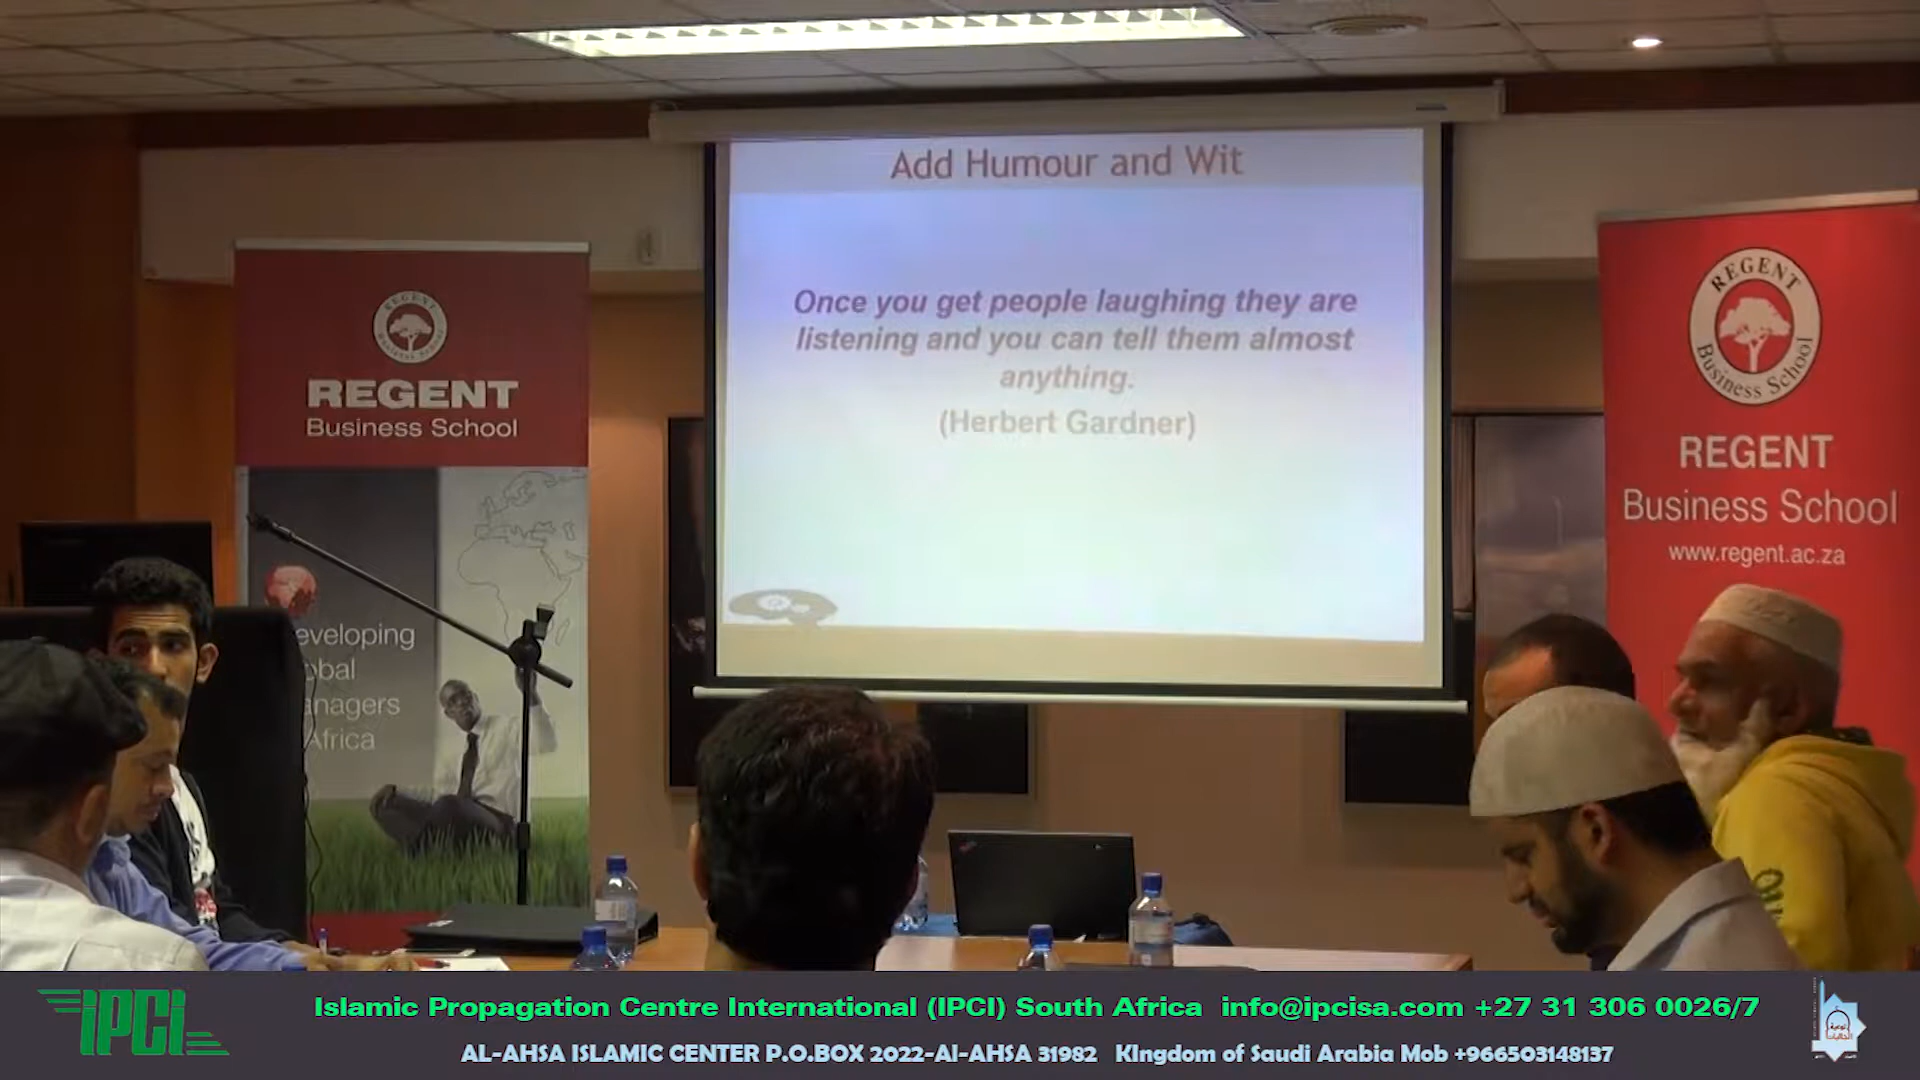 Add Humour and Wit
Once you get people laughing they are
listening and you can tell them almost
anything.
(Herbert Gardner)
REGENT
Business School
REGENT
Business School
eveloping
obal
anagers
Africa
REGENT
Business School
REGENT
Business School
www.regent.ac.za
IPCI
Islamic Propagation Centre International (IPCI) South Africa info@ipcisa.com +27 31 306 0026/7
AL-AHSA ISLAMIC CENTER P.O.BOX 2022-Al-AHSA 31982 KIngdom of Saudi Arabia Mob +966503148137